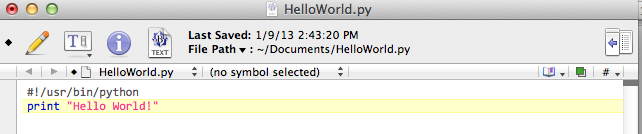 HelloWorld.py
T
i
TEXT
Last Saved: 1/9/13 2:43:20 PM
File Path ▾ : ~/Documents/HelloWorld.py
HelloWorld.py
(no symbol selected)
#
#!/usr/bin/python
print "Hello World!"